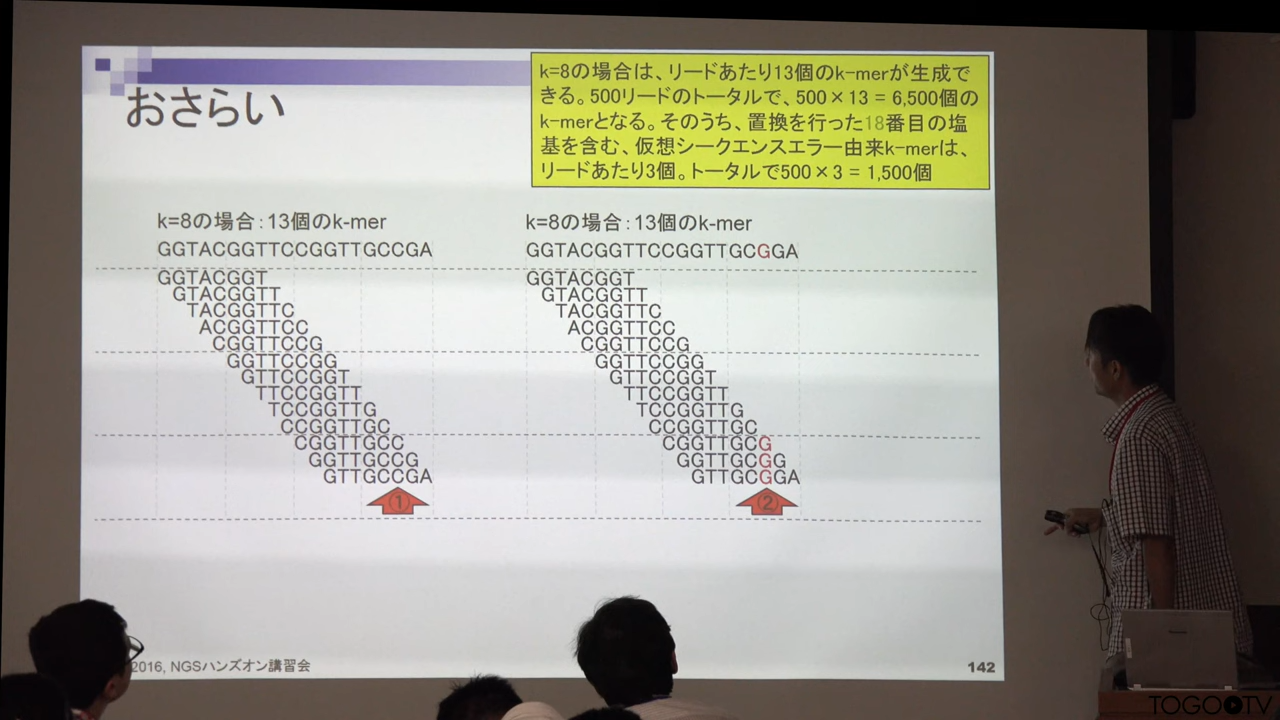 おさらい
k=8の場合は、リードあたり13個のk-merが生成で
きる。500リードのトータルで、500×13 = 6,500個の
k-merとなる。そのうち、置換を行った18番目の塩
基を含む、仮想シークエンスエラー由来k-merは、
リードあたり3個。トータルで500×3 = 1,500個
k=8の場合：13個のk-mer
GGTACGGTTCCGGTTGCCGA
GGTACGGT
GTACGGTT
TACGGTTC
ACGGTTCC
CGGTTCCG
GGTTCCGG
GTTCCGGT
TTCCGGTT
TCCGGTTG
CCGGTTGC
CGGTTGCC
GGTTGCCG
GTTGCCGA
①
k=8の場合：13個のk-mer
GGTACGGTTCCGGTTGCGGA
GGTACGGT
GTACGGTT
TACGGTTC
ACGGTTCC
CGGTTCCG
GGTTCCGG
GTTCCGGT
TTCCGGTT
TCCGGTTG
CCGGTTGC
CGGTTGCG
GGTTGCGG
GTTGCGGA
②
2016, NGSハンズオン講習会
142
TOGOTV